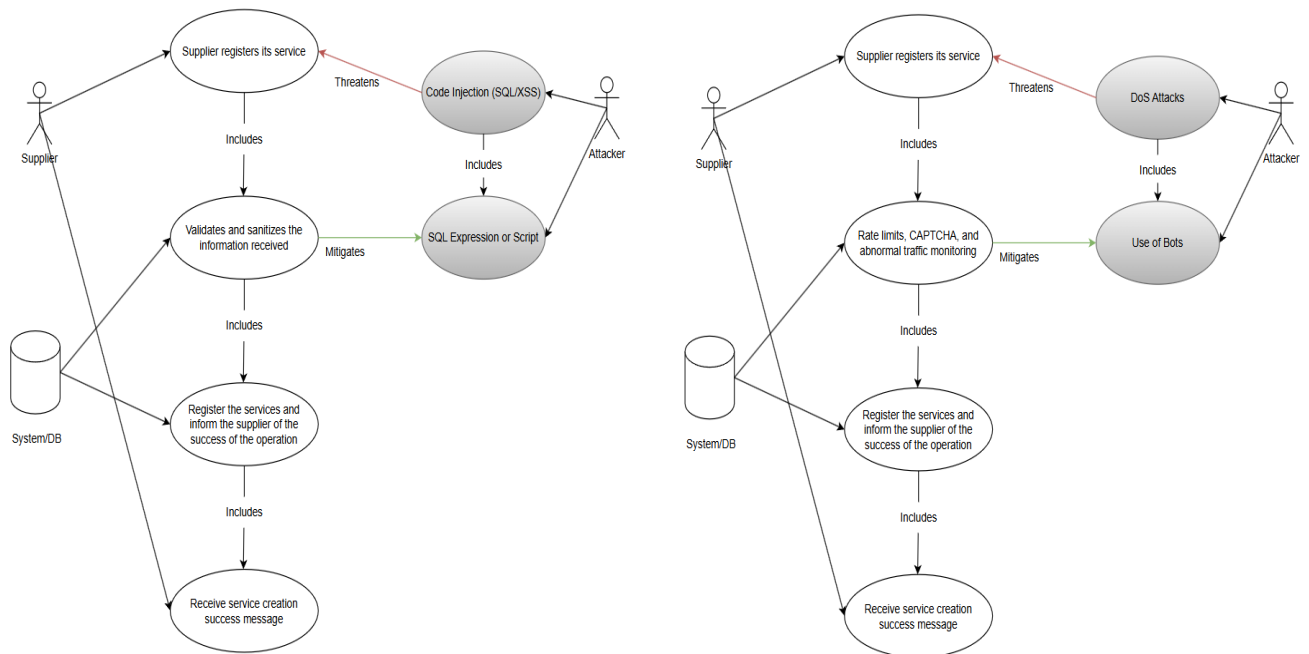 Supplier registers its service
Threatens
Code Injection (SQL/XSS)
Supplier
Attacker
Includes
Includes
Validates and sanitizes the
information received
Mitigates
SQL Expression or Script
Includes
System/DB
Register the services and
inform the supplier of the
success of the operation
Includes
Receive service creation
success message
Supplier registers its service
Threatens
DoS Attacks
Supplier
Attacker
Includes
Includes
Rate limits, CAPTCHA, and
abnormal traffic monitoring
Mitigates
Use of Bots
Includes
System/DB
Register the services and
inform the supplier of the
success of the operation
Includes
Receive service creation
success message